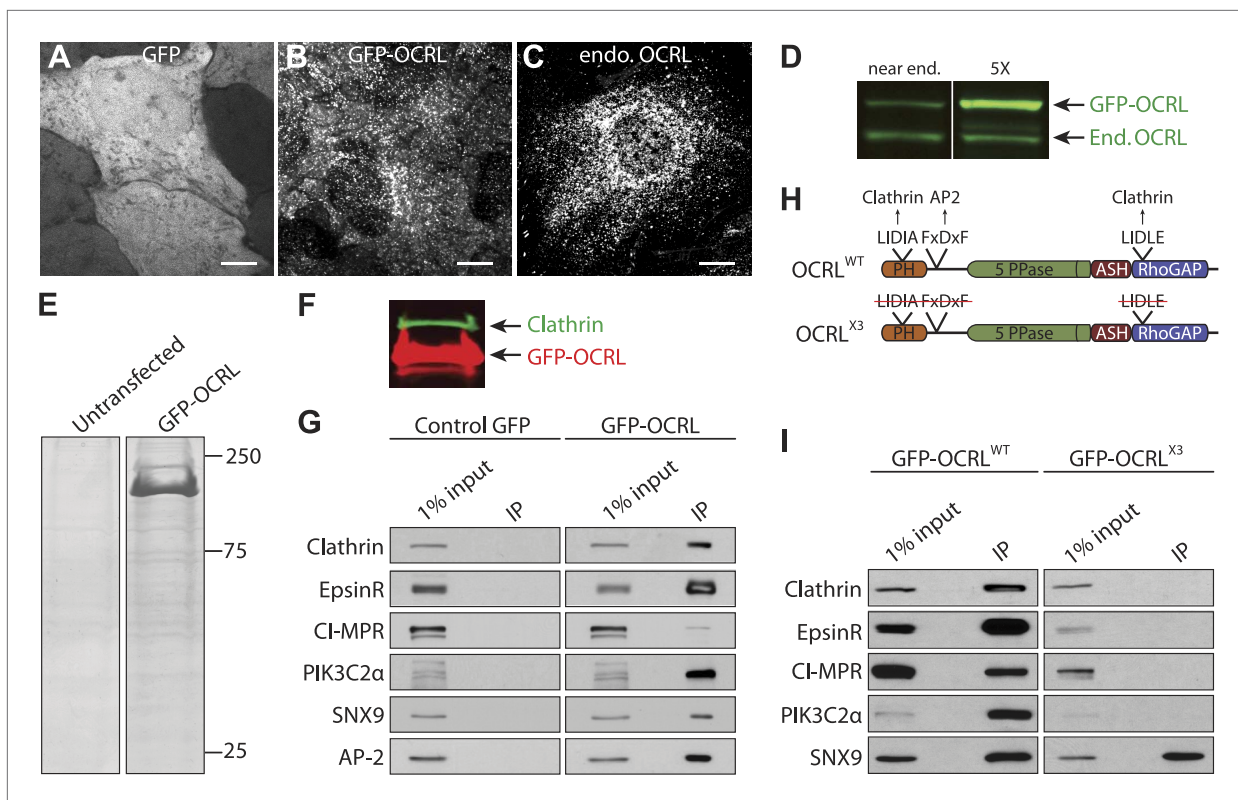 A
GFP
B
GFP-OCRL
C
endo. OCRL
D
near end.
5X
GFP-OCRL
End. OCRL
E
Untransfected
GFP-OCRL
250
75
25
F
Clathrin
GFP-OCRL
G
Control GFP
GFP-OCRL
1% input
IP
1% input
IP
Clathrin
EpsinR
CI-MPR
PIK3C2α
SNX9
AP-2
H
Clathrin AP2
Clathrin
LIDIA FxDxF
LIDLE
OCRL^WT
PH
5 PPase
ASH
RhoGAP
LIDIA FxDxF
LIDLE
OCRL^X3
PH
5 PPase
ASH
RhoGAP
I
GFP-OCRL^WT
GFP-OCRL^X3
1% input
IP
1% input
IP
Clathrin
EpsinR
CI-MPR
PIK3C2α
SNX9